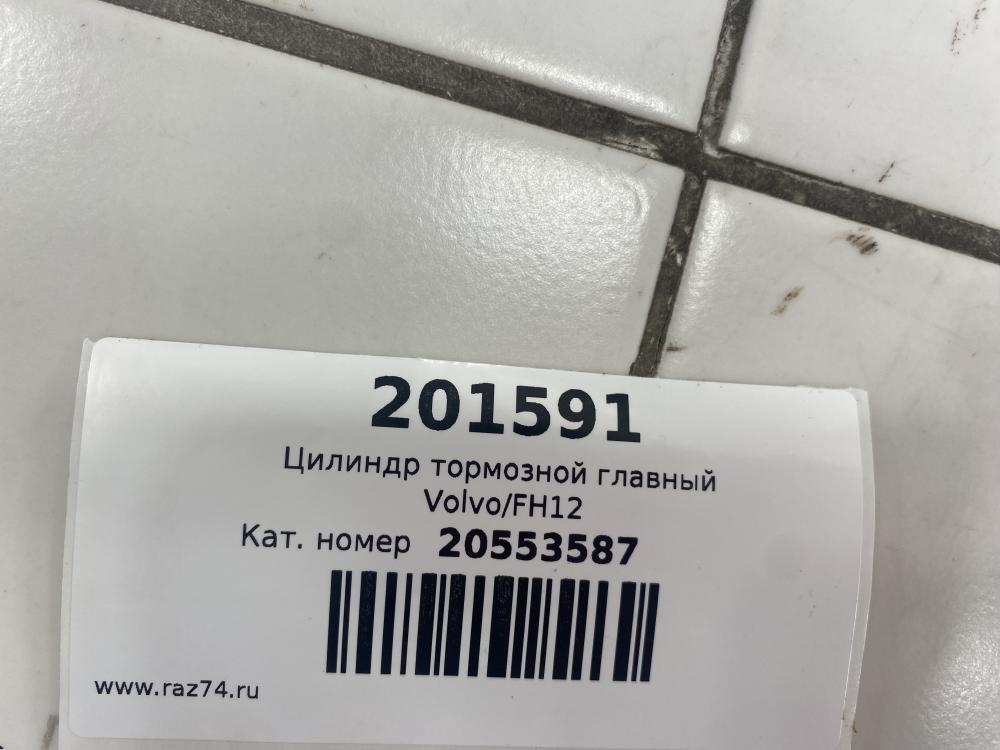 201591
Цилиндр тормозной главный
Volvo/FH12
Кат. номер 20553587
www.raz74.ru